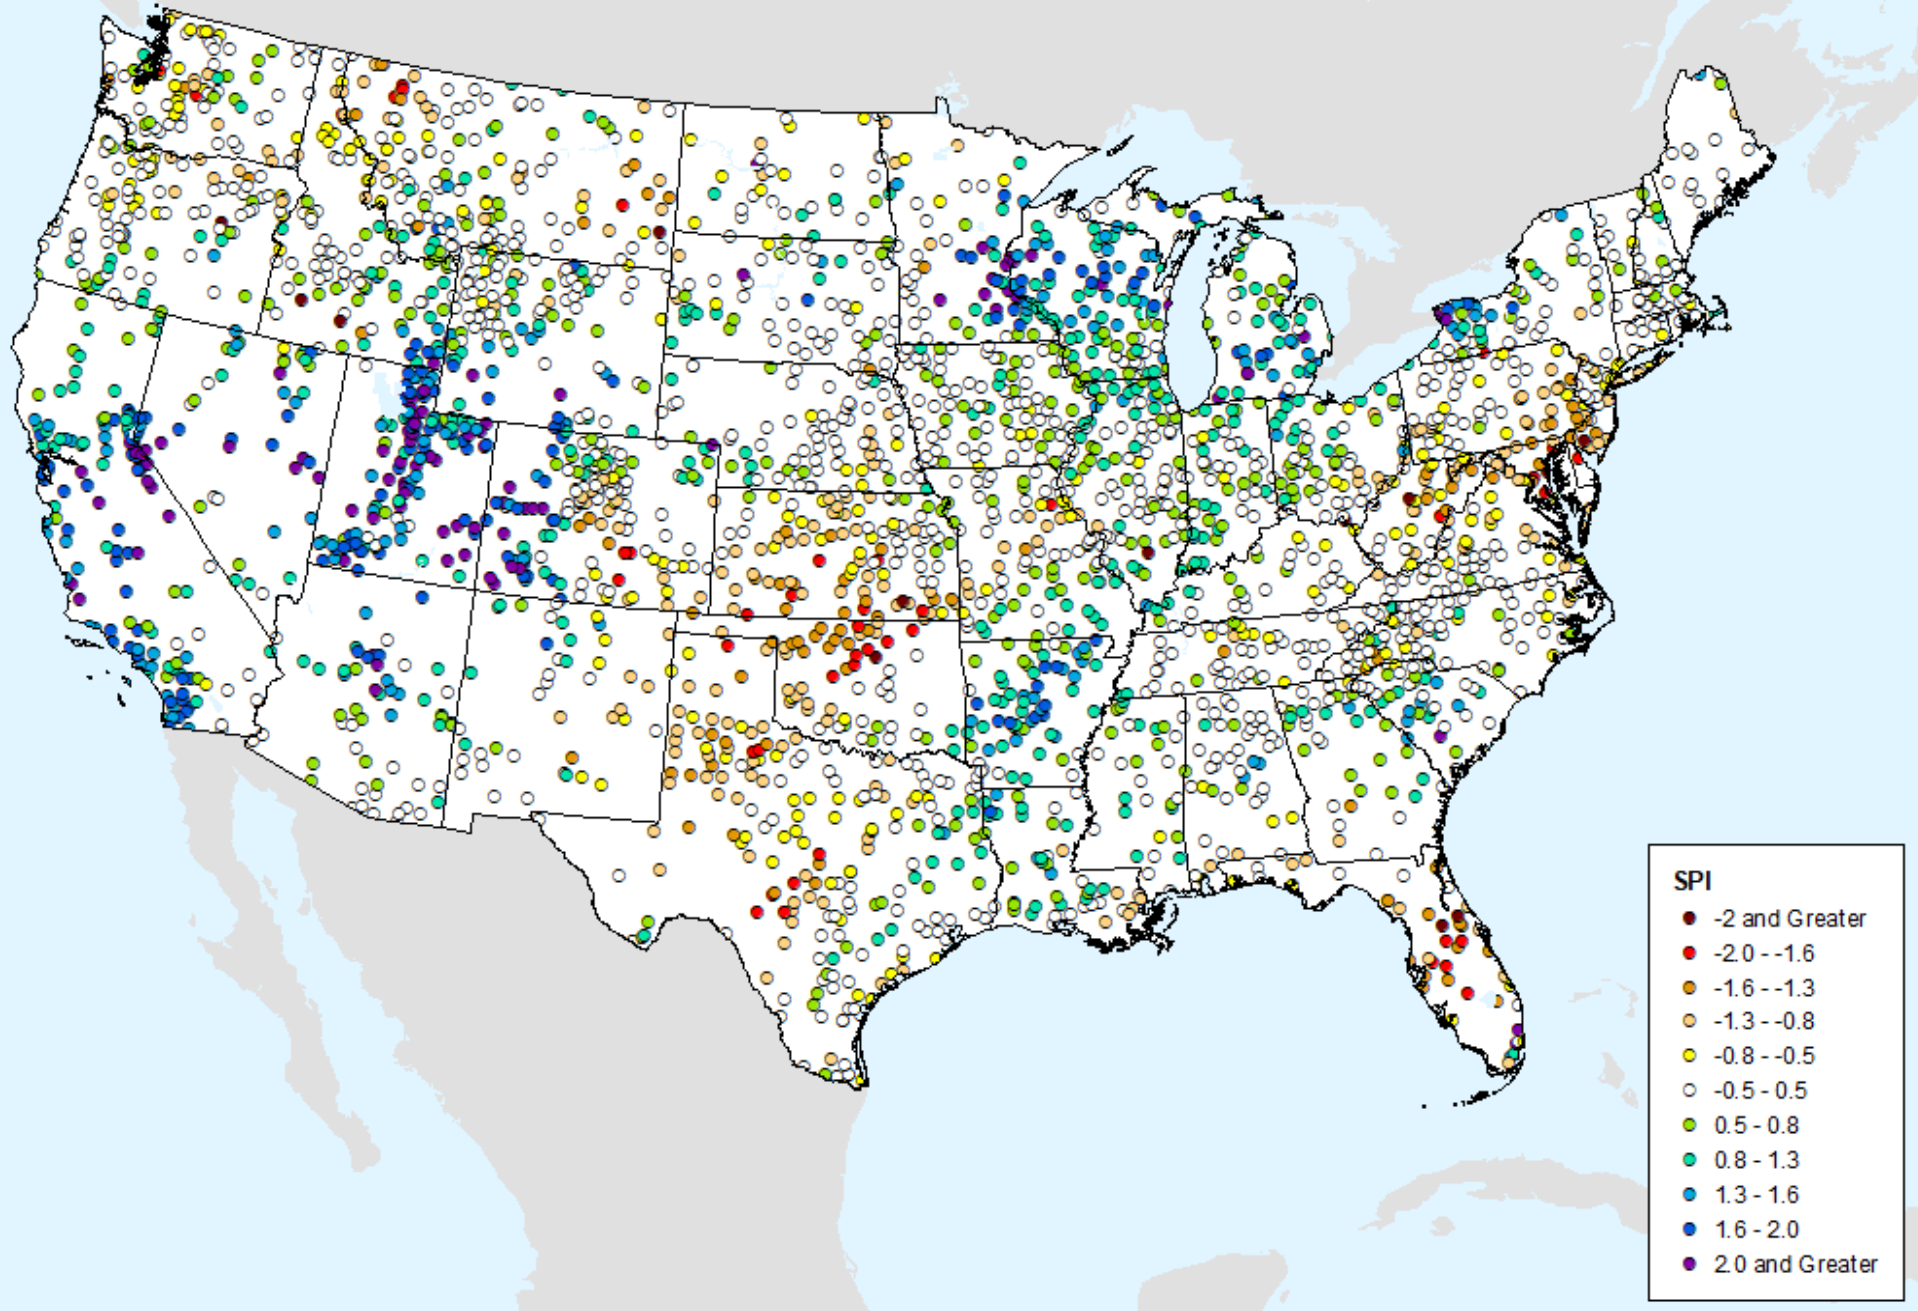 SPI
-2 and Greater
-2.0 - -1.6
-1.6 - -1.3
-1.3 - -0.8
-0.8 - -0.5
-0.5 - 0.5
0.5 - 0.8
0.8 - 1.3
1.3 - 1.6
1.6 - 2.0
2.0 and Greater